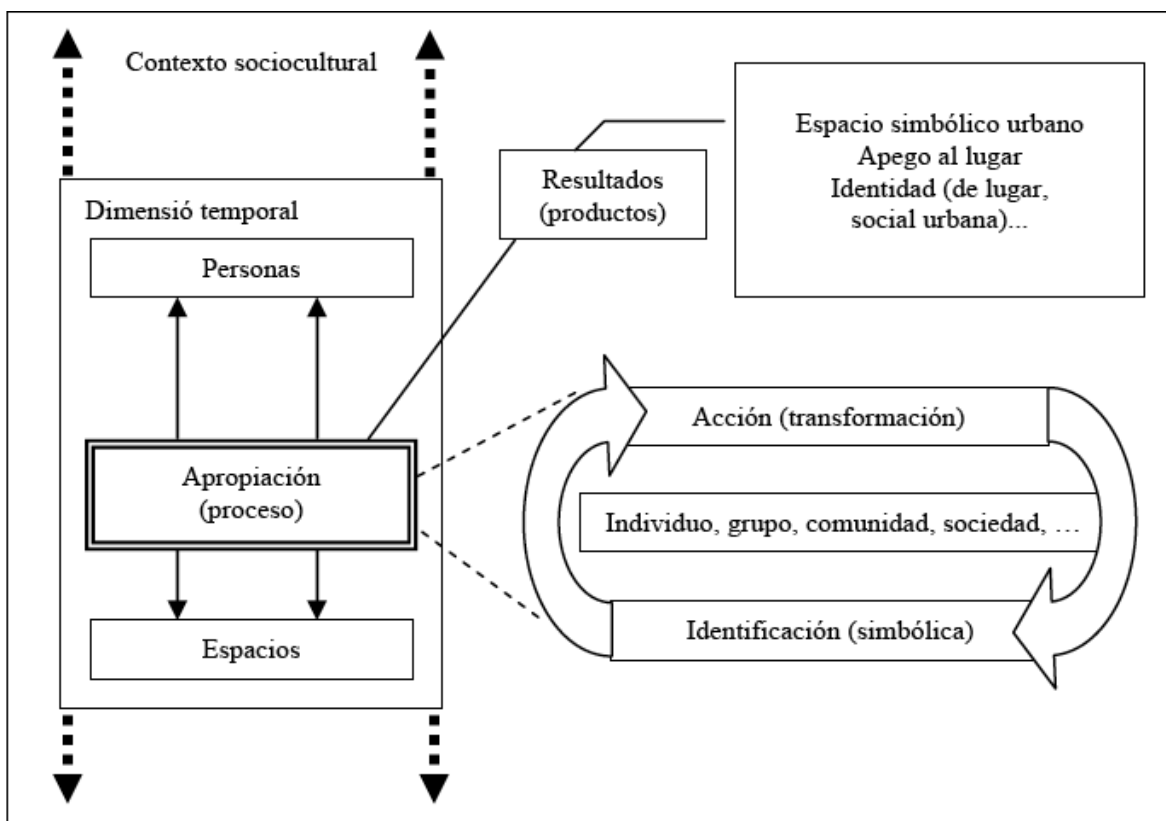 Contexto sociocultural
Dimensió temporal
Personas
Apropiación
(proceso)
Espacios
Resultados
(productos)
Espacio simbólico urbano
Apego al lugar
Identidad (de lugar,
social urbana)...
Acción (transformación)
Individuo, grupo, comunidad, sociedad, …
Identificación (simbólica)